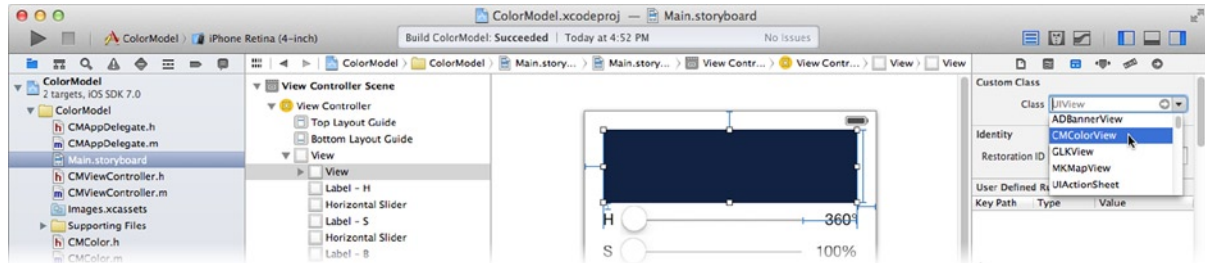 ColorModel.xcodeproj — Main.storyboard
ColorModel
iPhone Retina (4-inch)
Build ColorModel: Succeeded | Today at 4:52 PM
No Issues
ColorModel
ColorModel
Main.story...
Main.story...
View Contr...
View Contr...
View
View
ColorModel
2 targets, iOS SDK 7.0
ColorModel
h CMAppDelegate.h
m CMAppDelegate.m
Main.storyboard
h CMViewController.h
m CMViewController.m
Images.xcassets
Supporting Files
h CMColor.h
m CMColor.m
View Controller Scene
View Controller
Top Layout Guide
Bottom Layout Guide
View
View
Label - H
Horizontal Slider
Label - S
Horizontal Slider
Label - B
H
360°
S
100%
Custom Class
Class UIView
ADBannerView
CMColorView
GLKView
MKMapView
UIActionSheet
Identity
Restoration ID
User Defined Ru
Key Path
Type
Value